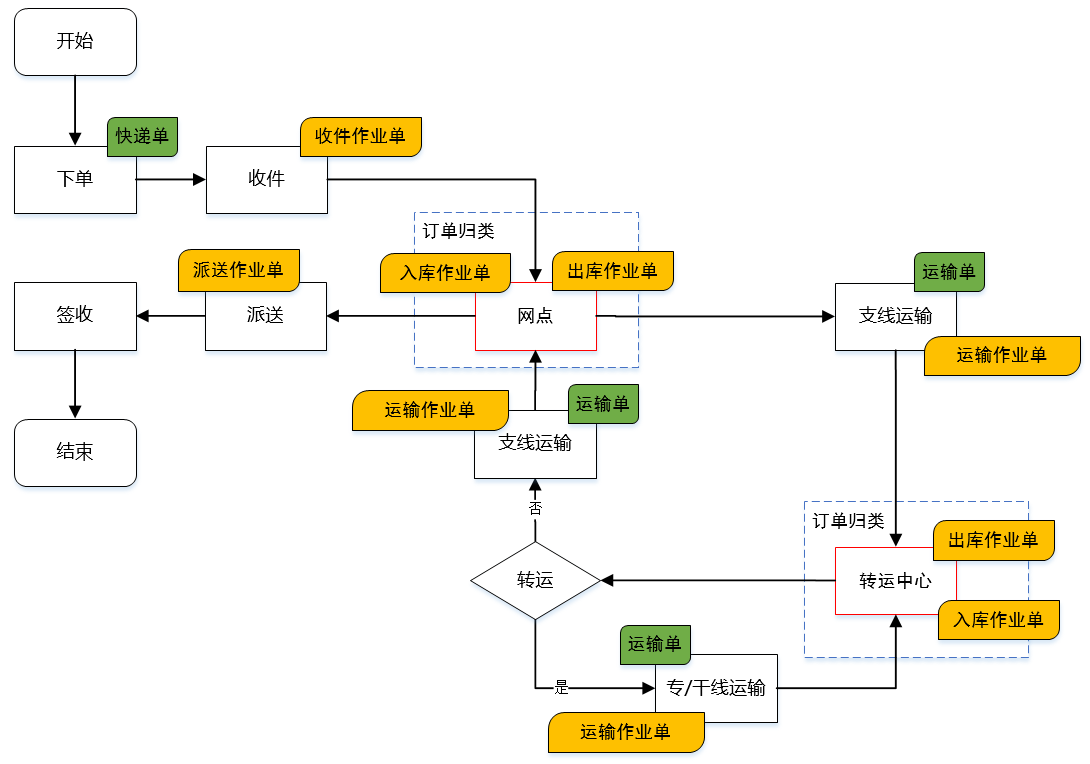 开始
快递单
收件作业单
下单
收件
订单归类
派送作业单
入库作业单
出库作业单
运输单
签收
派送
网点
支线运输
运输作业单
运输作业单
运输单
支线运输
结束
否
订单归类
出库作业单
转运
转运中心
入库作业单
运输单
是
专/干线运输
运输作业单